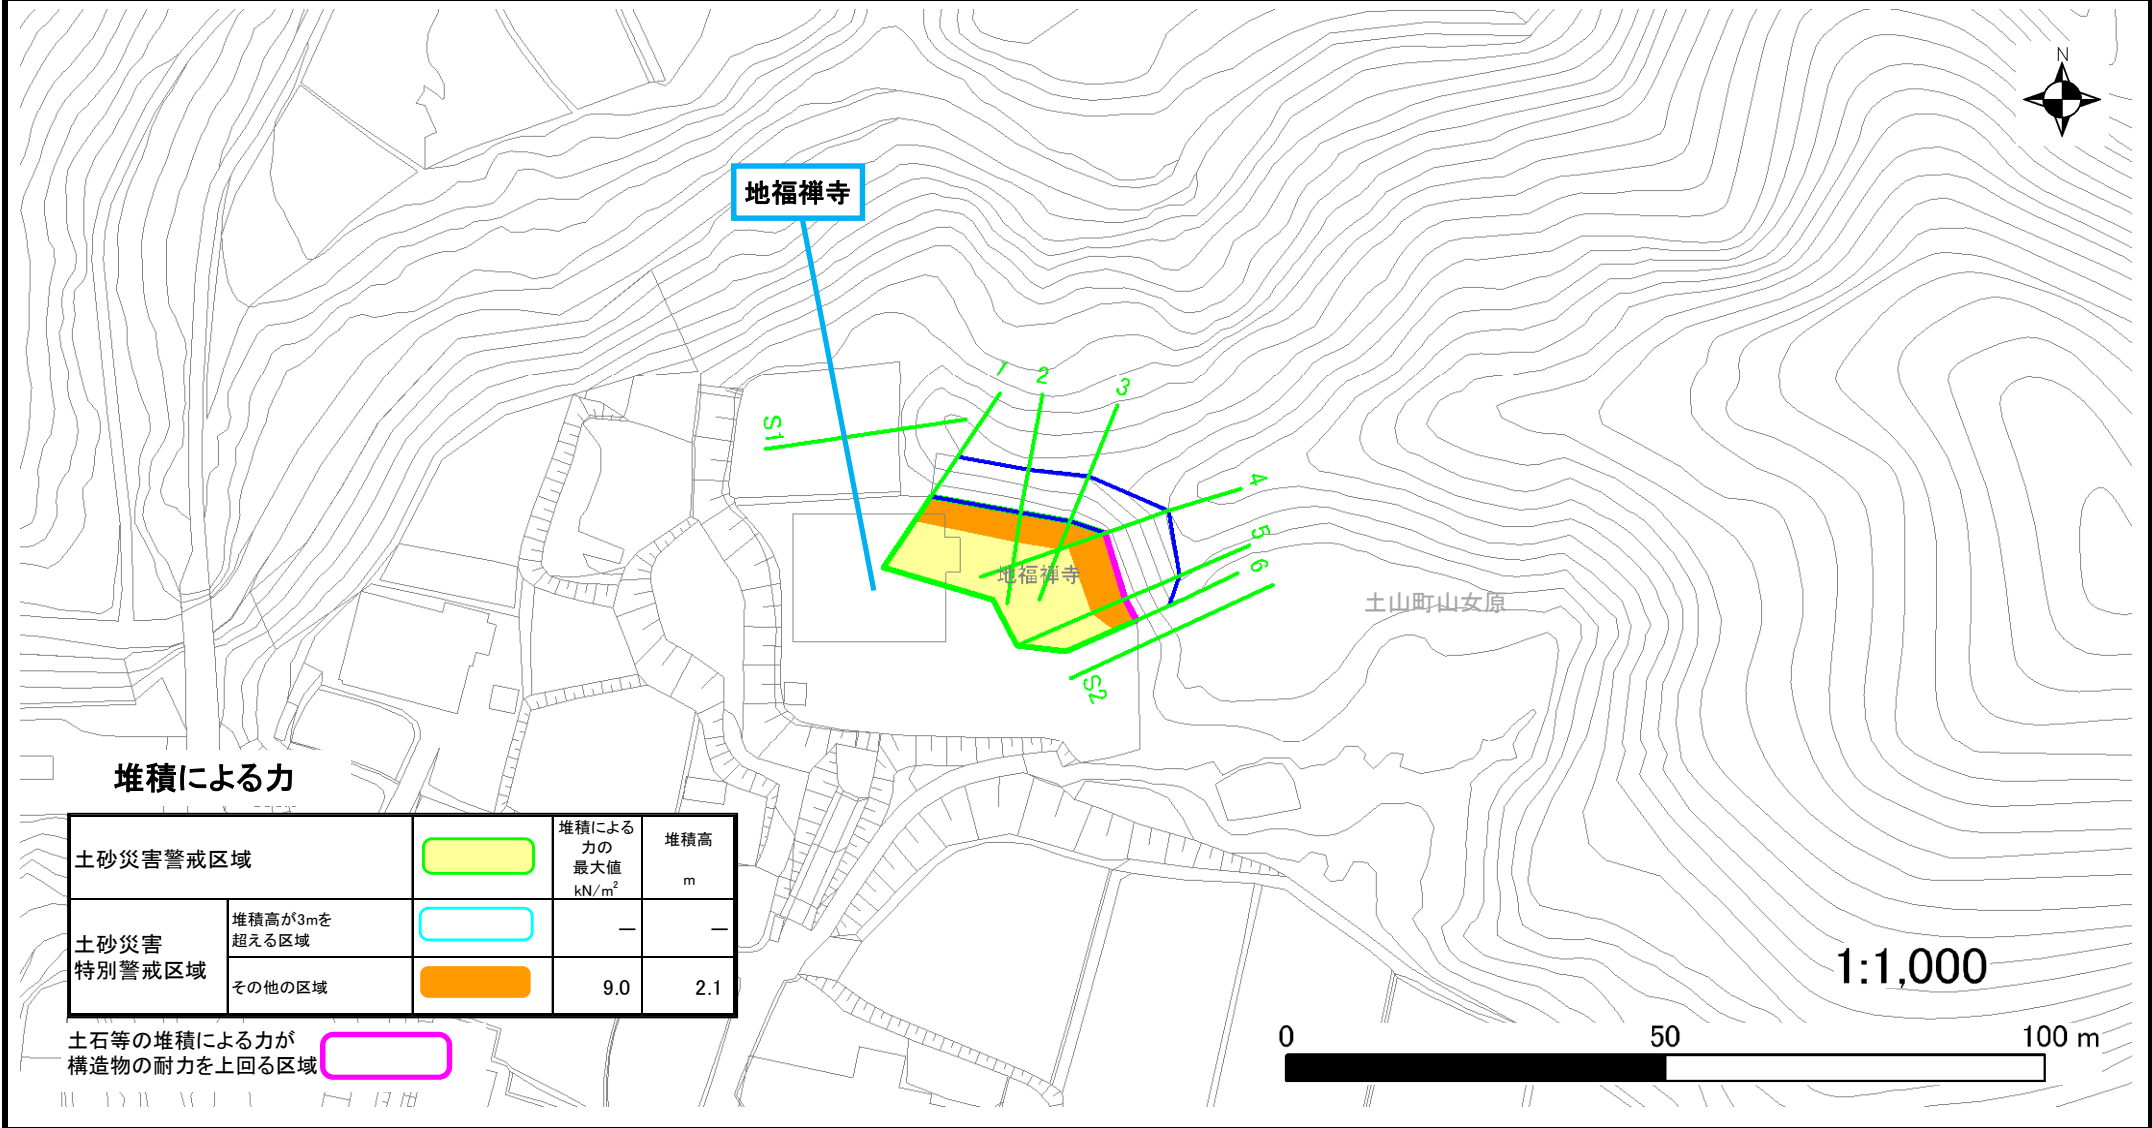 N
地福禅寺
1
2
3
S1
4
5
6
地福禅寺
土山町山女原
S2
堆積による力
土砂災害警戒区域
堆積による
力の
最大値
kN/m²
堆積高
m
土砂災害
特別警戒区域
堆積高が3mを
超える区域
―
―
その他の区域
9.0
2.1
土石等の堆積による力が
構造物の耐力を上回る区域
1:1,000
0
50
100 m